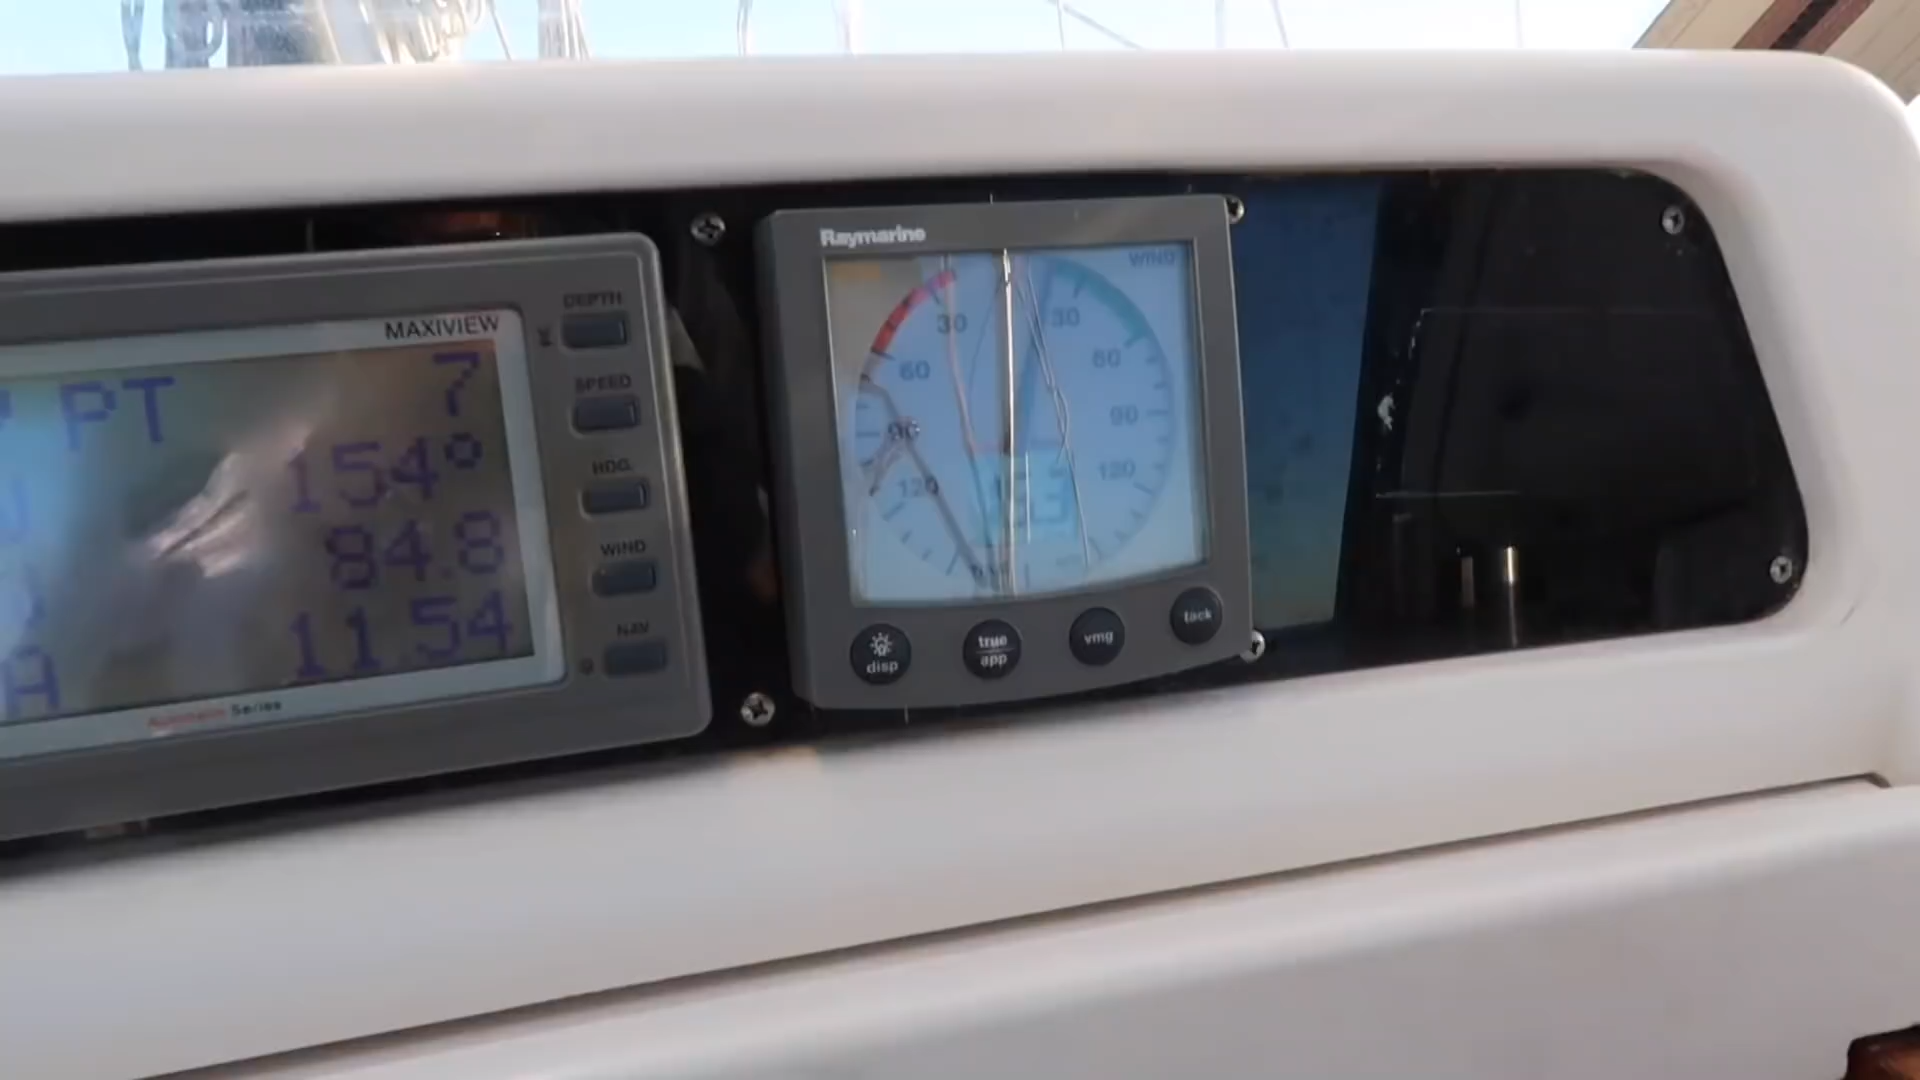 MAXIVIEW
PT 7
154°
84.8
A 11.54
Autohelm Series
DEPTH
SPEED
HDG.
WIND
NAV
Raymarine
WIND
30 30
60 60
90 90
120 120
disp
true
app
vmg
tack